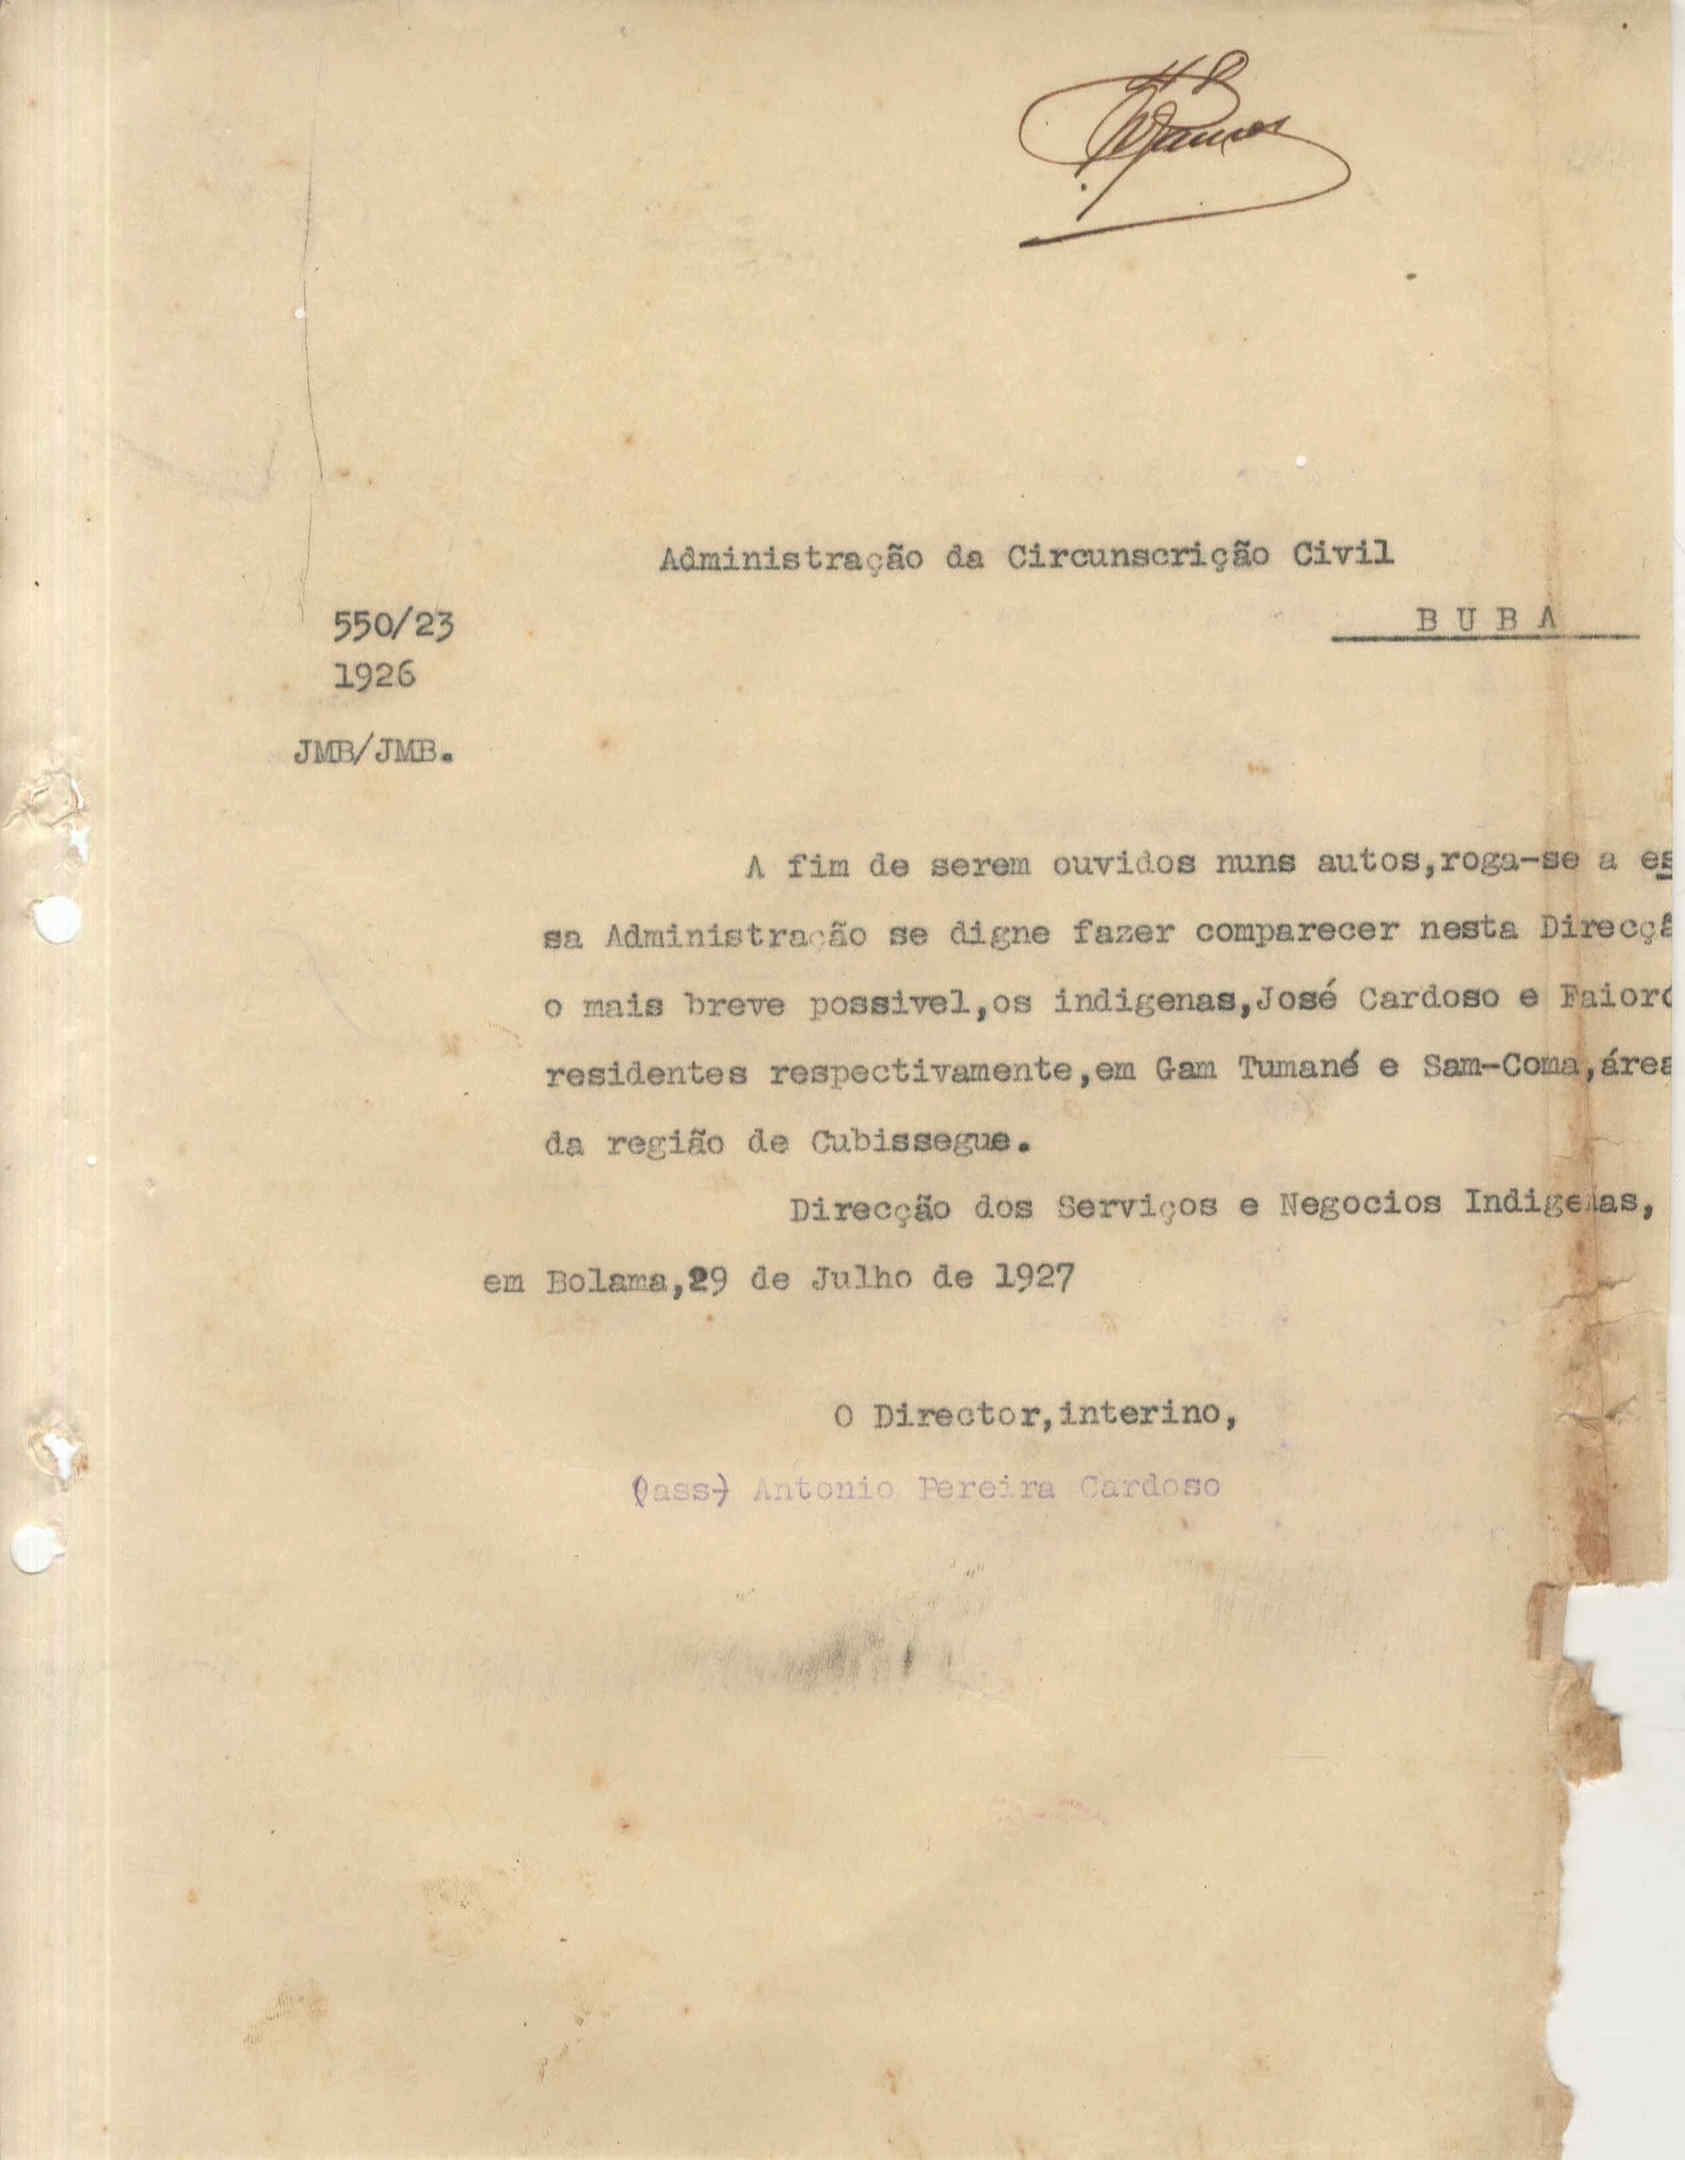 48
Administração da Circunscrição Civil
BUBA
550/23
1926
JMB/JMB.
A fim de serem ouvidos nuns autos,roga-se a es
sa Administração se digne fazer comparecer nesta Direcçã
o mais breve possivel,os indigenas,José Cardoso e Faioro
residentes respectivamente,em Gam Tumané e Sam-Coma,área
da região de Cubissegue.
Direcção dos Serviços e Negocios Indigenas,
em Bolama,29 de Julho de 1927
O Director,interino,
(ass) Antonio Pereira Cardoso